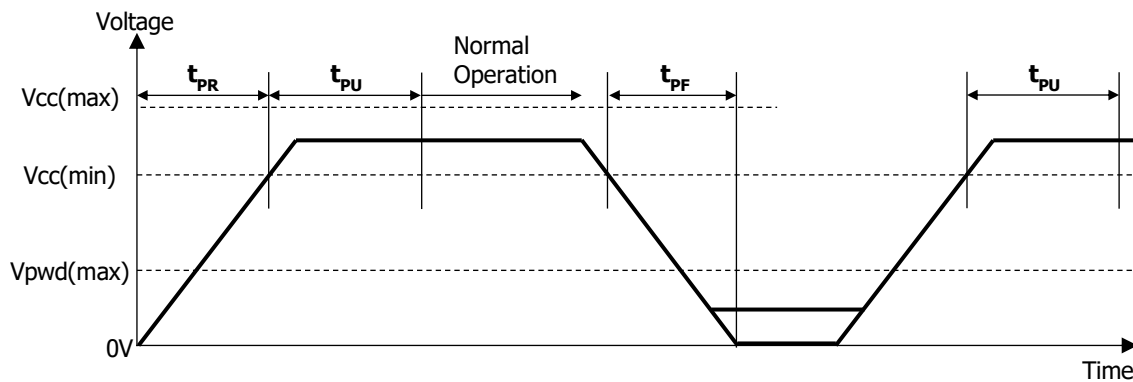 Voltage
Normal
Operation
tPR
tPU
tPF
tPU
Vcc(max)
Vcc(min)
Vpwd(max)
0V
Time